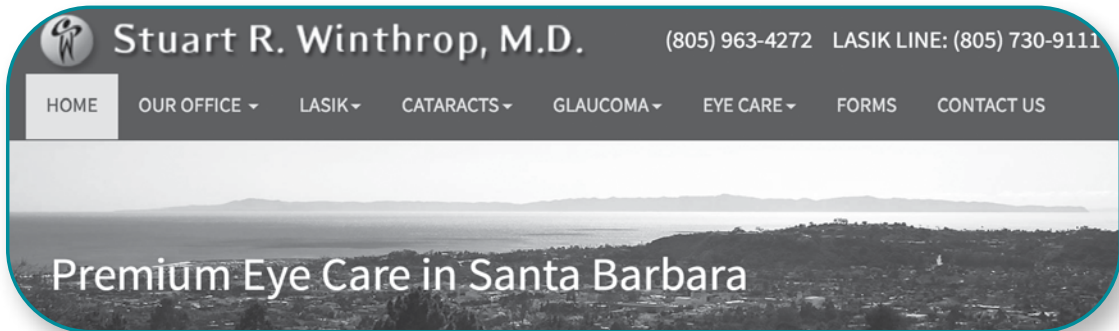 Stuart R. Winthrop, M.D. (805) 963-4272 LASIK LINE: (805) 730-9111
HOME OUR OFFICE LASIK CATARACTS GLAUCOMA EYE CARE FORMS CONTACT US
Premium Eye Care in Santa Barbara